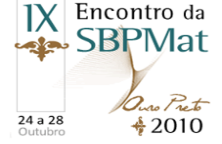 IX Encontro da
SBPMat
Ouro Preto
24 a 28
Outubro
2010